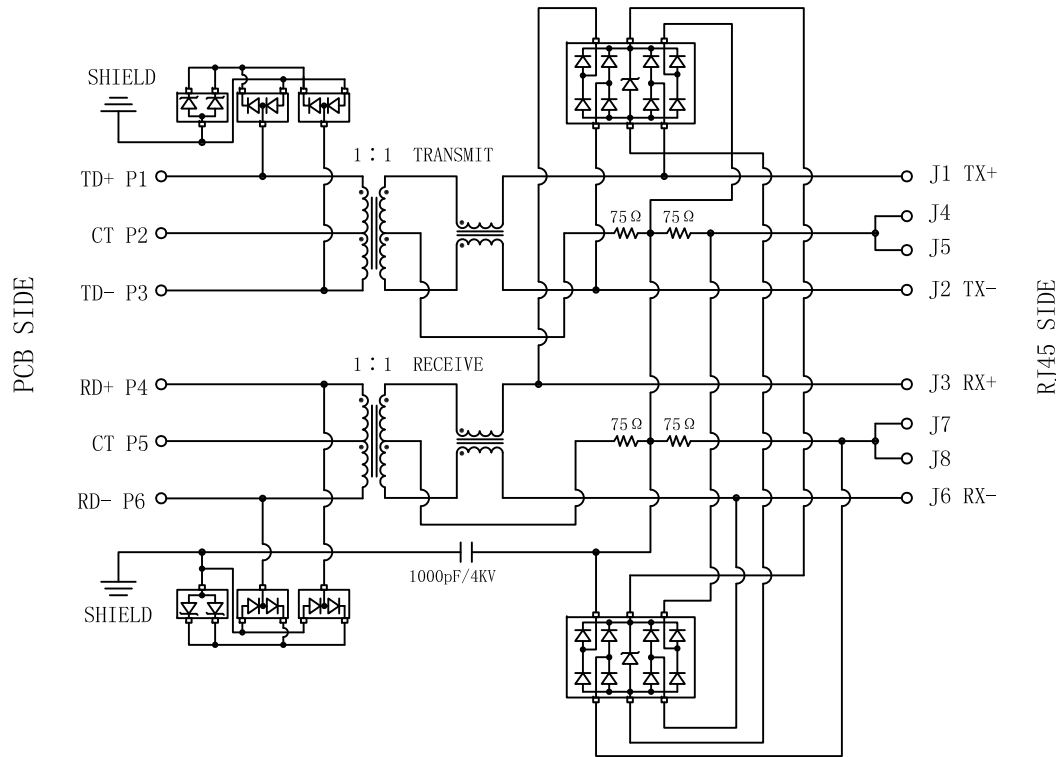 SHIELD
1:1 TRANSMIT
TD+ P1
J1 TX+
75Ω 75Ω
J4
CT P2
J5
TD- P3
J2 TX-
PCB SIDE
RJ45 SIDE
1:1 RECEIVE
RD+ P4
J3 RX+
75Ω 75Ω
J7
CT P5
J8
RD- P6
J6 RX-
1000pF/4KV
SHIELD